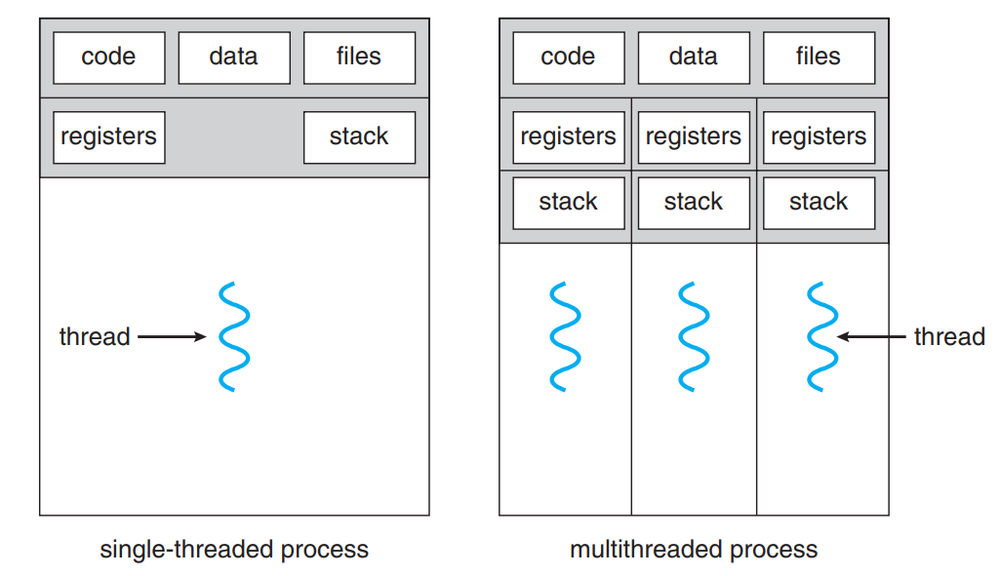 code data files
registers stack
thread
single-threaded process
code data files
registers registers registers
stack stack stack
thread
multithreaded process